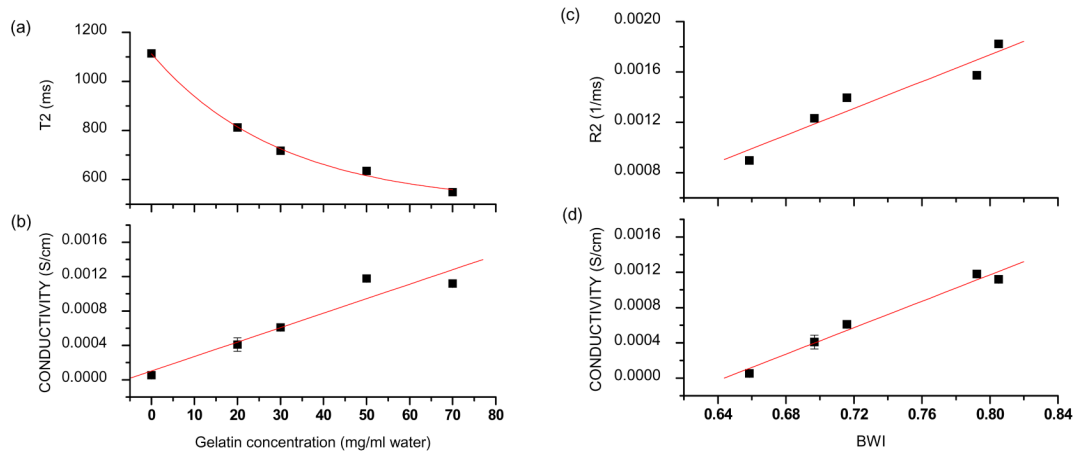 (a)
1200
1000
800
600
T2 (ms)
(b)
0.0016
0.0012
0.0008
0.0004
0.0000
CONDUCTIVITY (S/cm)
0 10 20 30 40 50 60 70 80
Gelatin concentration (mg/ml water)
(c)
0.0020
0.0016
0.0012
0.0008
R2 (1/ms)
(d)
0.0016
0.0012
0.0008
0.0004
0.0000
CONDUCTIVITY (S/cm)
0.64 0.68 0.72 0.76 0.80 0.84
BWI